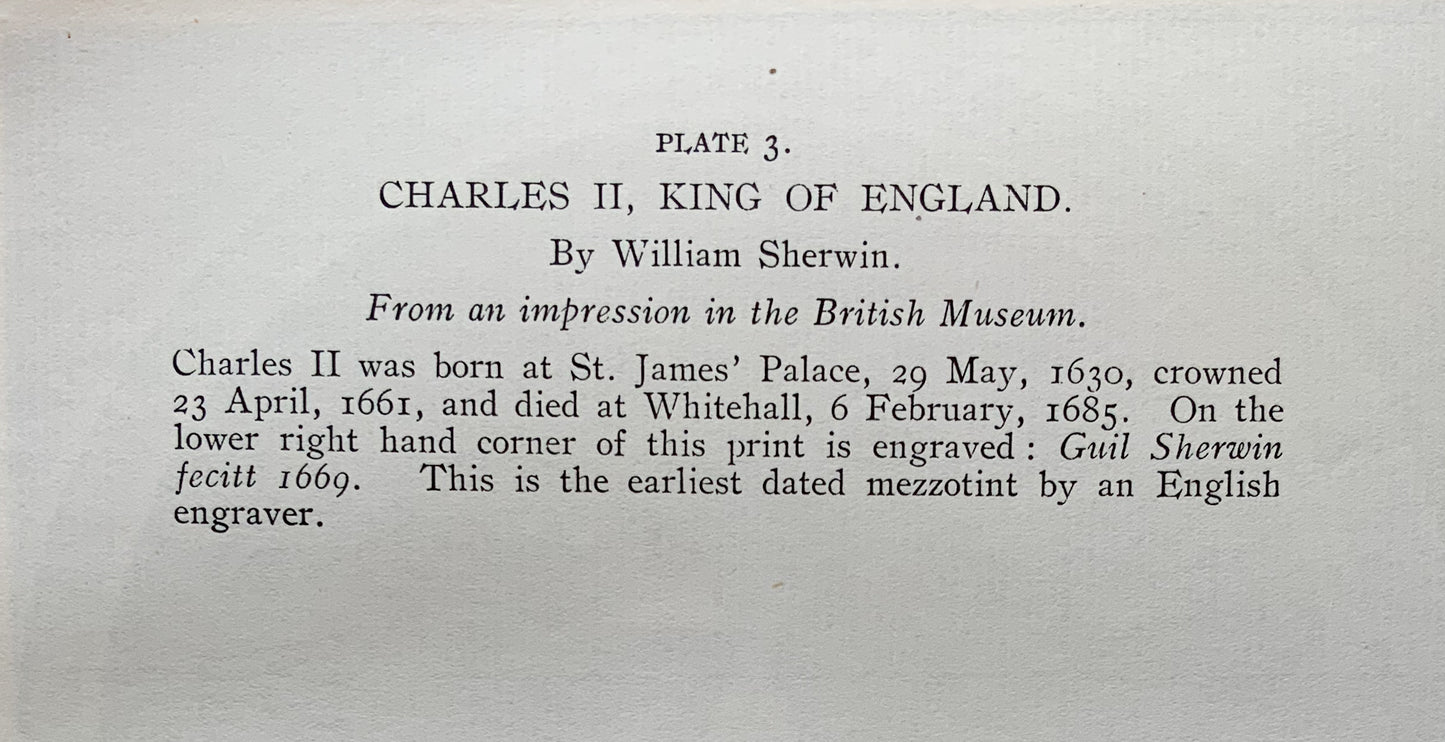 PLATE 3.
CHARLES II, KING OF ENGLAND.
By William Sherwin.
From an impression in the British Museum.
Charles II was born at St. James’ Palace, 29 May, 1630, crowned
23 April, 1661, and died at Whitehall, 6 February, 1685. On the
lower right hand corner of this print is engraved : Guil Sherwin
fecitt 1669. This is the earliest dated mezzotint by an English
engraver.